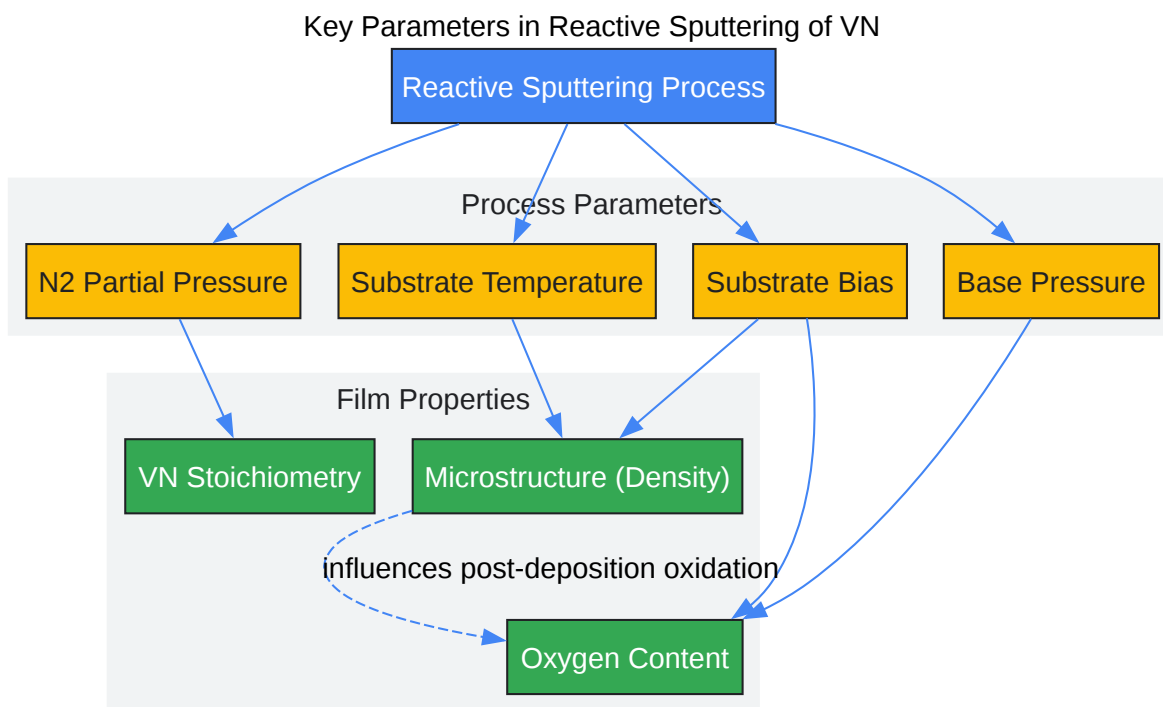 Key Parameters in Reactive Sputtering of VN
Reactive Sputtering Process
Process Parameters
N2 Partial Pressure
Substrate Temperature
Substrate Bias
Base Pressure
Film Properties
VN Stoichiometry
Microstructure (Density)
influences post-deposition oxidation
Oxygen Content